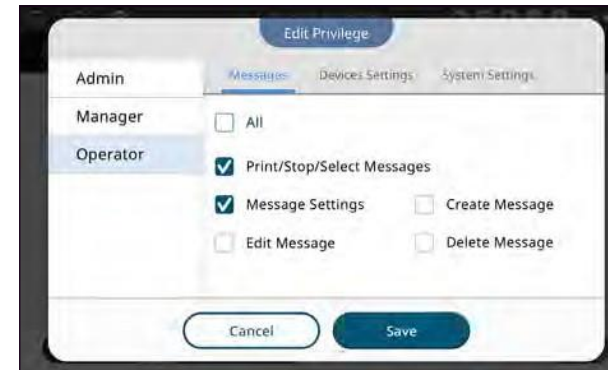 Edit Privilege
Admin
Messages Devices Settings System Settings
Manager
All
Operator
Print/Stop/Select Messages
Message Settings Create Message
Edit Message Delete Message
Cancel Save